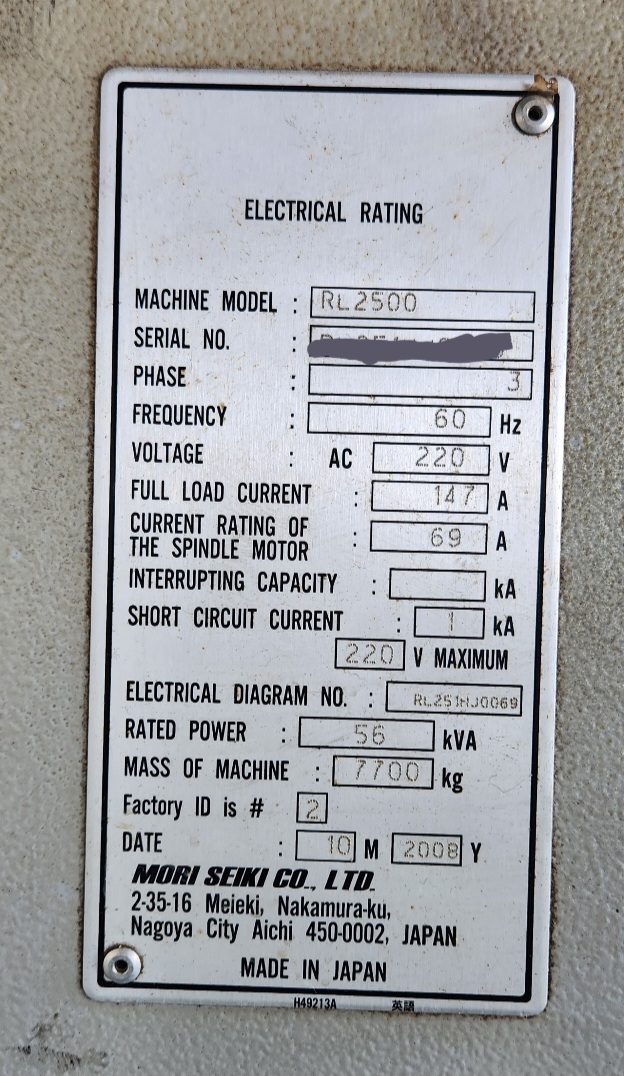 ELECTRICAL RATING
MACHINE MODEL : RL2500
SERIAL NO. :
PHASE : 3
FREQUENCY : 60 Hz
VOLTAGE : AC 220 V
FULL LOAD CURRENT : 147 A
CURRENT RATING OF
THE SPINDLE MOTOR : 69 A
INTERRUPTING CAPACITY : kA
SHORT CIRCUIT CURRENT : 1 kA
220 V MAXIMUM
ELECTRICAL DIAGRAM NO. : RL251HJ0069
RATED POWER : 56 kVA
MASS OF MACHINE : 7700 kg
Factory ID is # 2
DATE : 10 M 2008 Y
MORI SEIKI CO., LTD.
2-35-16 Meieki, Nakamura-ku,
Nagoya City Aichi 450-0002, JAPAN
MADE IN JAPAN
H49213A 英語